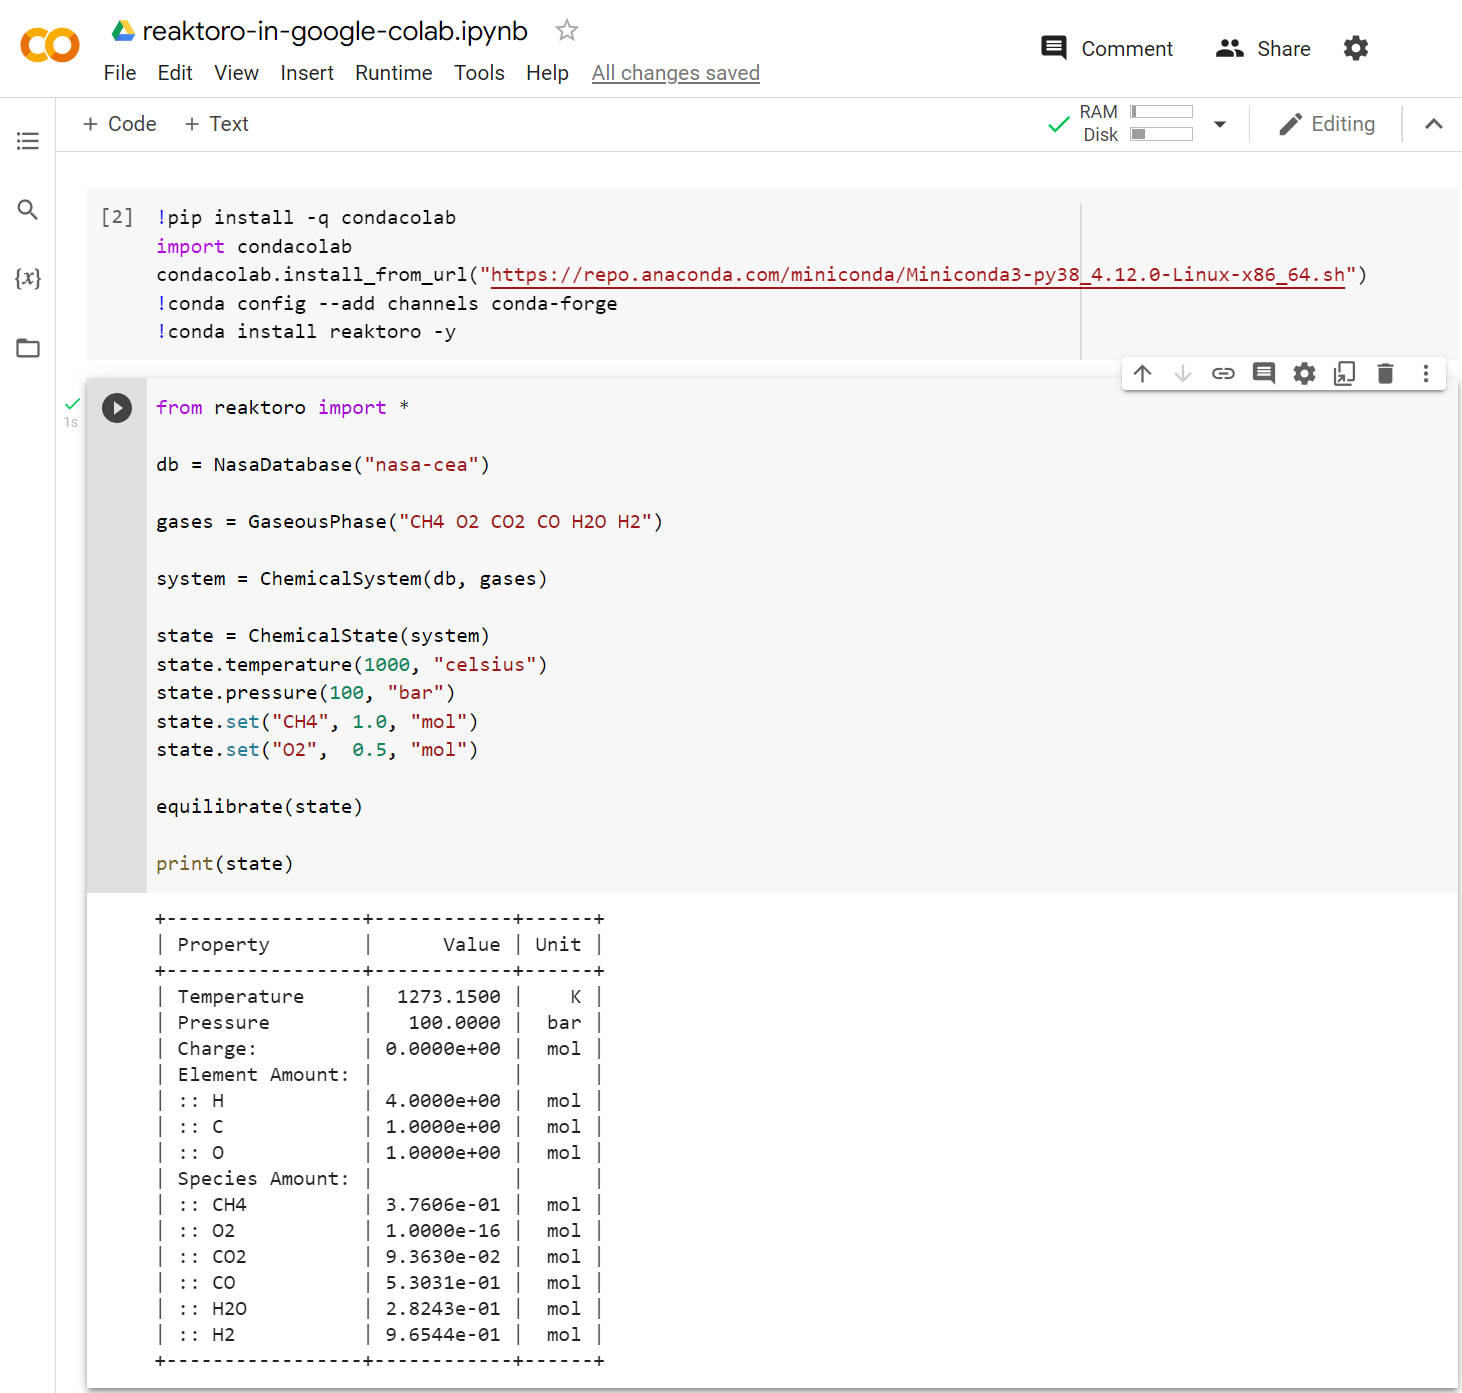 reaktoro-in-google-colab.ipynb
File Edit View Insert Runtime Tools Help All changes saved
Comment Share
+ Code + Text
RAM
Disk
Editing
[2] !pip install -q condacolab
import condacolab
condacolab.install_from_url("https://repo.anaconda.com/miniconda/Miniconda3-py38_4.12.0-Linux-x86_64.sh")
!conda config --add channels conda-forge
!conda install reaktoro -y
{x}
1s
from reaktoro import *
db = NasaDatabase("nasa-cea")
gases = GaseousPhase("CH4 O2 CO2 CO H2O H2")
system = ChemicalSystem(db, gases)
state = ChemicalState(system)
state.temperature(1000, "celsius")
state.pressure(100, "bar")
state.set("CH4", 1.0, "mol")
state.set("O2",  0.5, "mol")
equilibrate(state)
print(state)
+-----------------+------------+------+
| Property        |      Value | Unit |
+-----------------+------------+------+
| Temperature     |  1273.1500 |    K |
| Pressure        |   100.0000 |  bar |
| Charge:         | 0.0000e+00 |  mol |
| Element Amount: |            |      |
| :: H            | 4.0000e+00 |  mol |
| :: C            | 1.0000e+00 |  mol |
| :: O            | 1.0000e+00 |  mol |
| Species Amount: |            |      |
| :: CH4          | 3.7606e-01 |  mol |
| :: O2           | 1.0000e-16 |  mol |
| :: CO2          | 9.3630e-02 |  mol |
| :: CO           | 5.3031e-01 |  mol |
| :: H2O          | 2.8243e-01 |  mol |
| :: H2           | 9.6544e-01 |  mol |
+-----------------+------------+------+